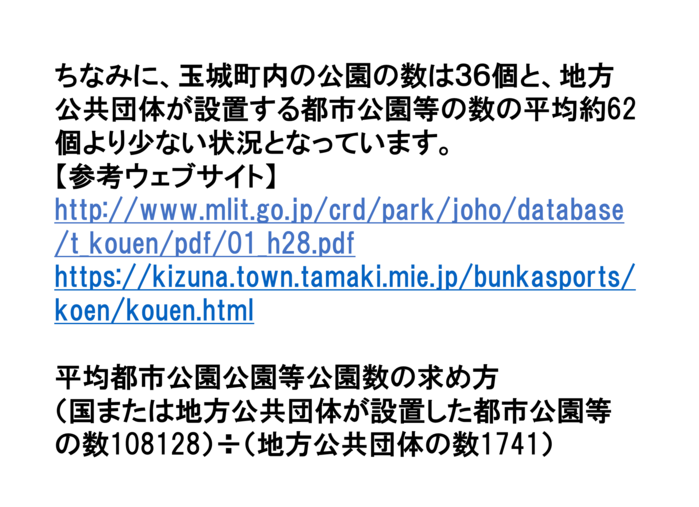 ちなみに、玉城町内の公園の数は３６個と、地方
公共団体が設置する都市公園等の数の平均約62
個より少ない状況となっています。
【参考ウェブサイト】
http://www.mlit.go.jp/crd/park/joho/database
/t_kouen/pdf/01_h28.pdf
https://kizuna.town.tamaki.mie.jp/bunkasports/
koen/kouen.html
平均都市公園公園等公園数の求め方
（国または地方公共団体が設置した都市公園等
の数108128）÷（地方公共団体の数1741）